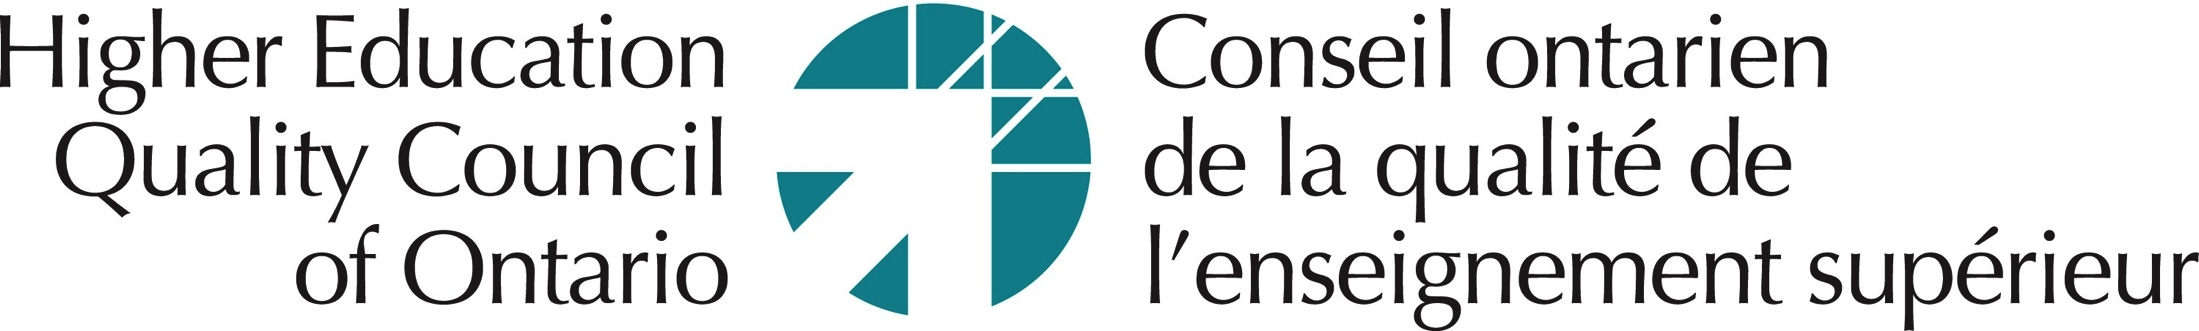 Higher Education
Quality Council
of Ontario
Conseil ontarien
de la qualité de
l'enseignement supérieur